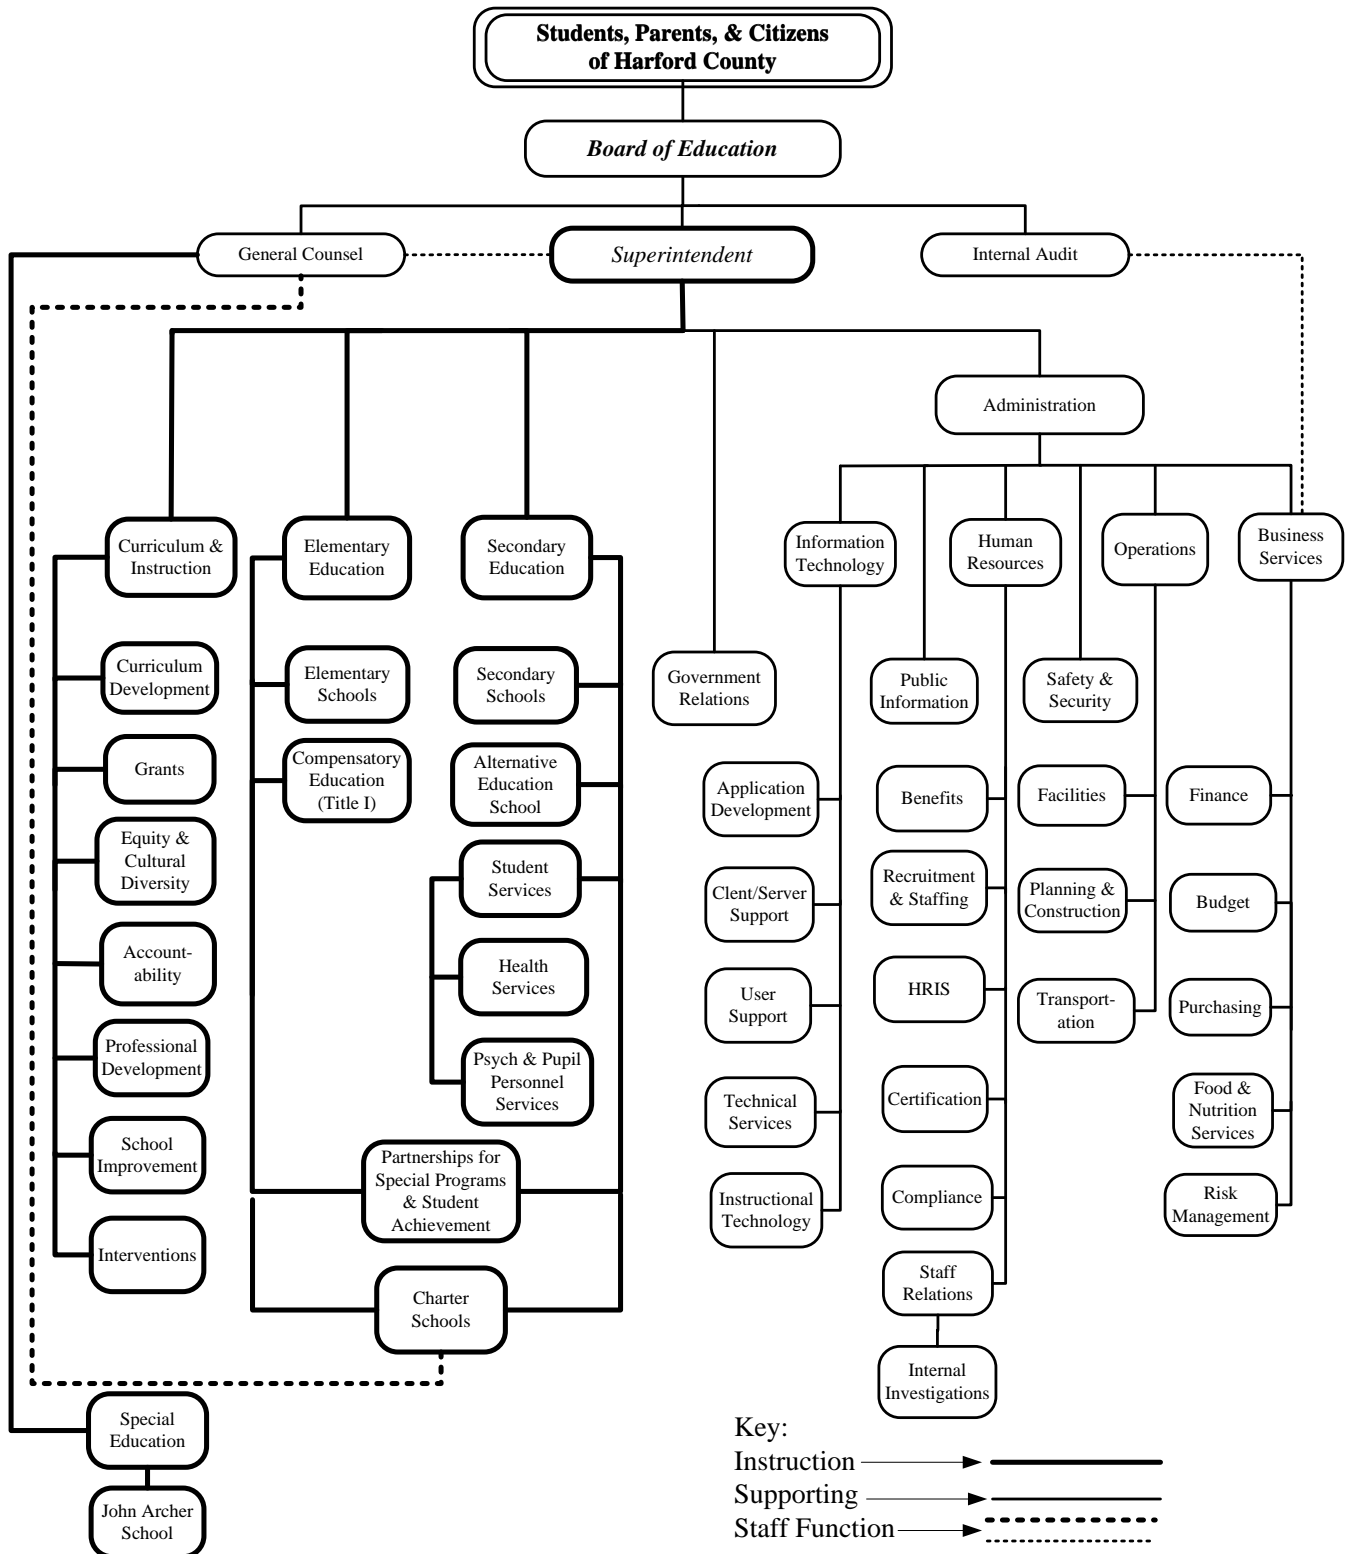 Students, Parents, & Citizens
of Harford County
Board of Education
General Counsel
Superintendent
Internal Audit
Administration
Curriculum &
Instruction
Elementary
Education
Secondary
Education
Information
Technology
Human
Resources
Operations
Business
Services
Curriculum
Development
Elementary
Schools
Secondary
Schools
Government
Relations
Public
Information
Safety &
Security
Grants
Compensatory
Education
(Title I)
Alternative
Education
School
Application
Development
Benefits
Facilities
Finance
Equity &
Cultural
Diversity
Student
Services
Clent/Server
Support
Recruitment
& Staffing
Planning &
Construction
Budget
Account-
ability
Health
Services
User
Support
HRIS
Transport-
ation
Purchasing
Professional
Development
Psych & Pupil
Personnel
Services
Technical
Services
Certification
Food &
Nutrition
Services
School
Improvement
Partnerships for
Special Programs
& Student
Achievement
Instructional
Technology
Compliance
Risk
Management
Interventions
Charter
Schools
Staff
Relations
Internal
Investigations
Special
Education
John Archer
School
Key:
Instruction
Supporting
Staff Function